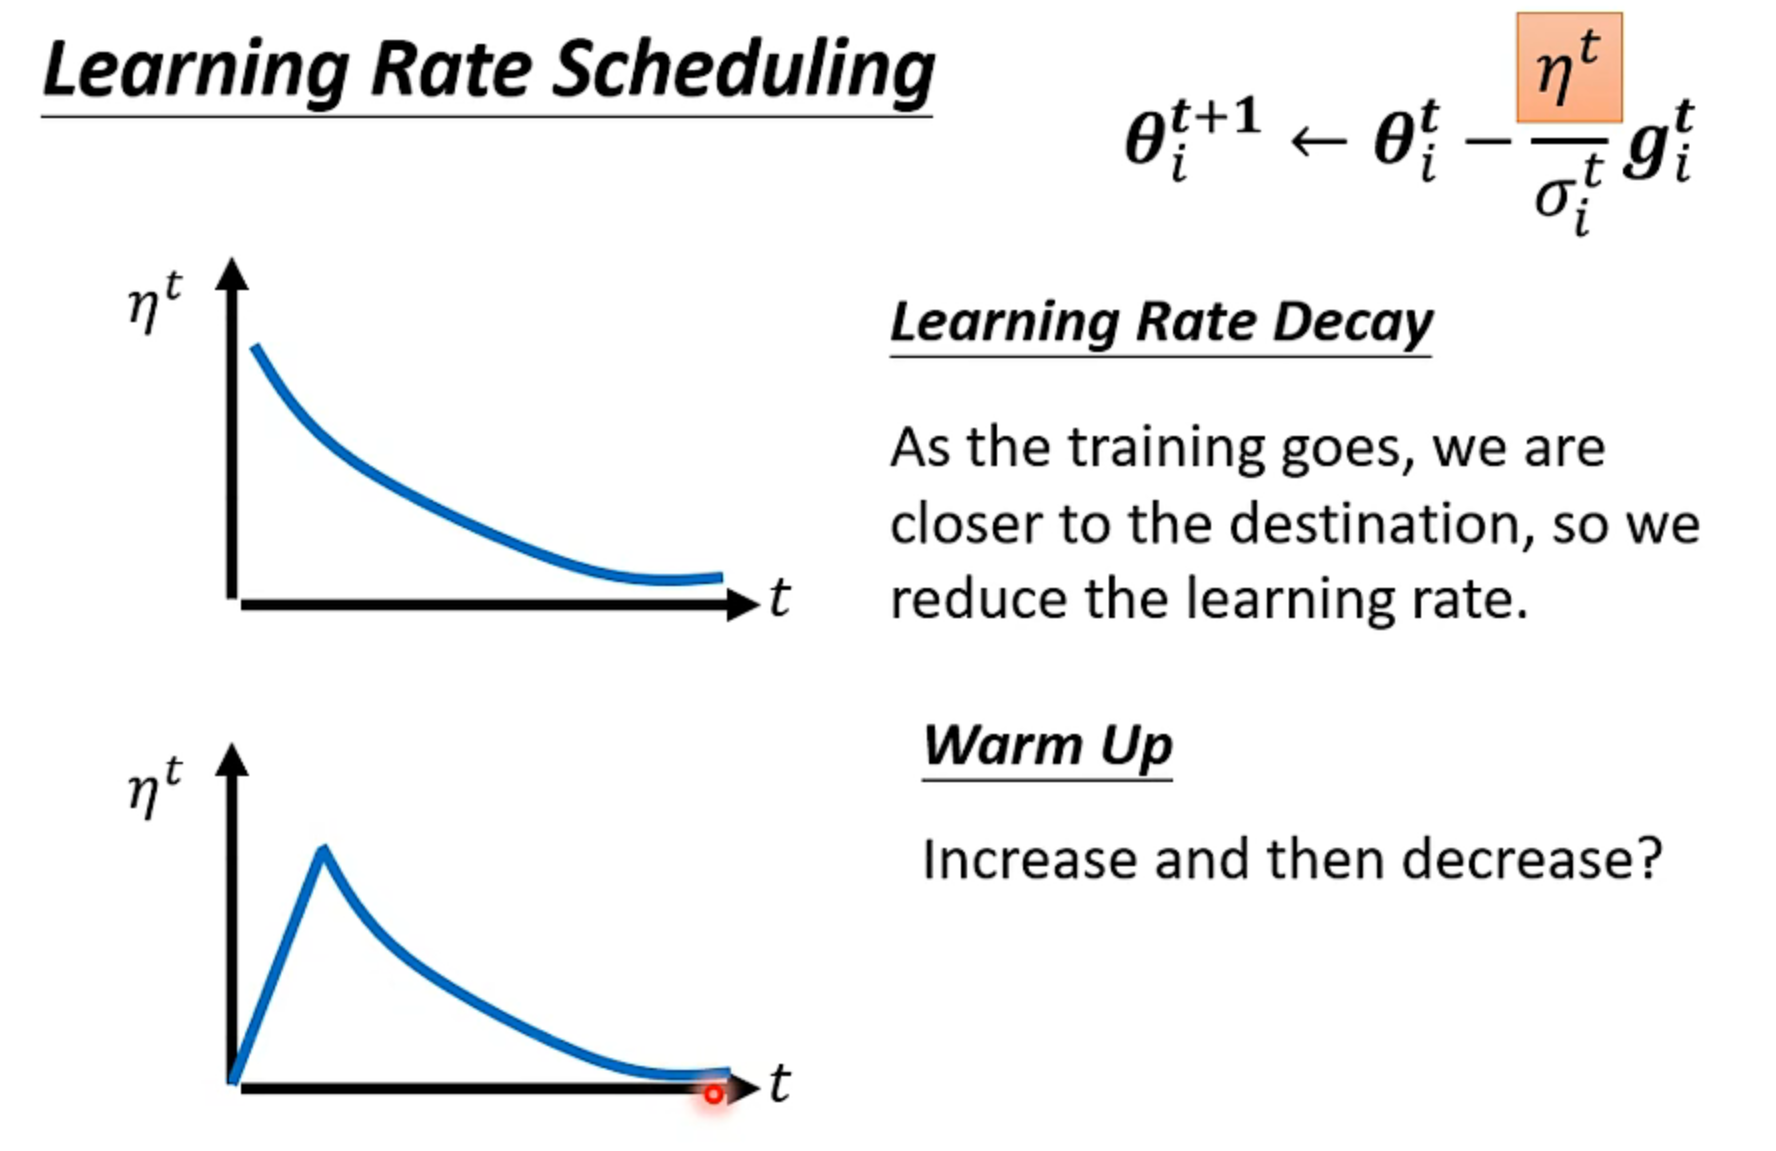 Learning Rate Scheduling
θᵢᵗ⁺¹ ← θᵢᵗ − ηᵗ/σᵢᵗ gᵢᵗ
ηᵗ
t
Learning Rate Decay
As the training goes, we are
closer to the destination, so we
reduce the learning rate.
ηᵗ
t
Warm Up
Increase and then decrease?